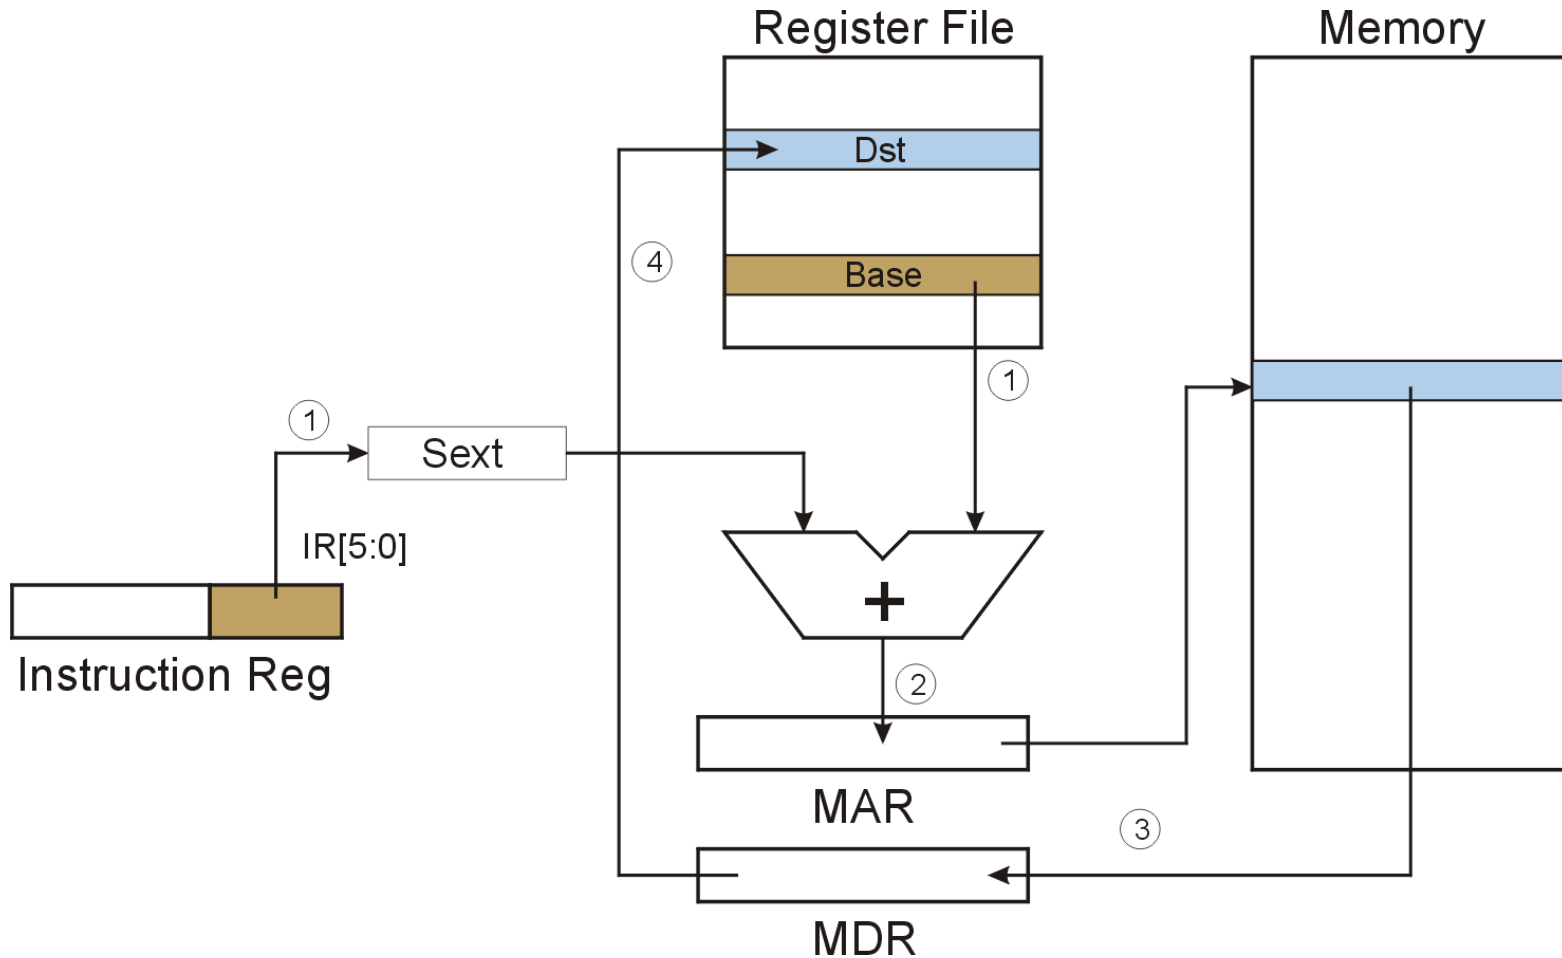 Register File
Memory
Dst
4
Base
1
1
Sext
IR[5:0]
+
Instruction Reg
2
MAR
3
MDR